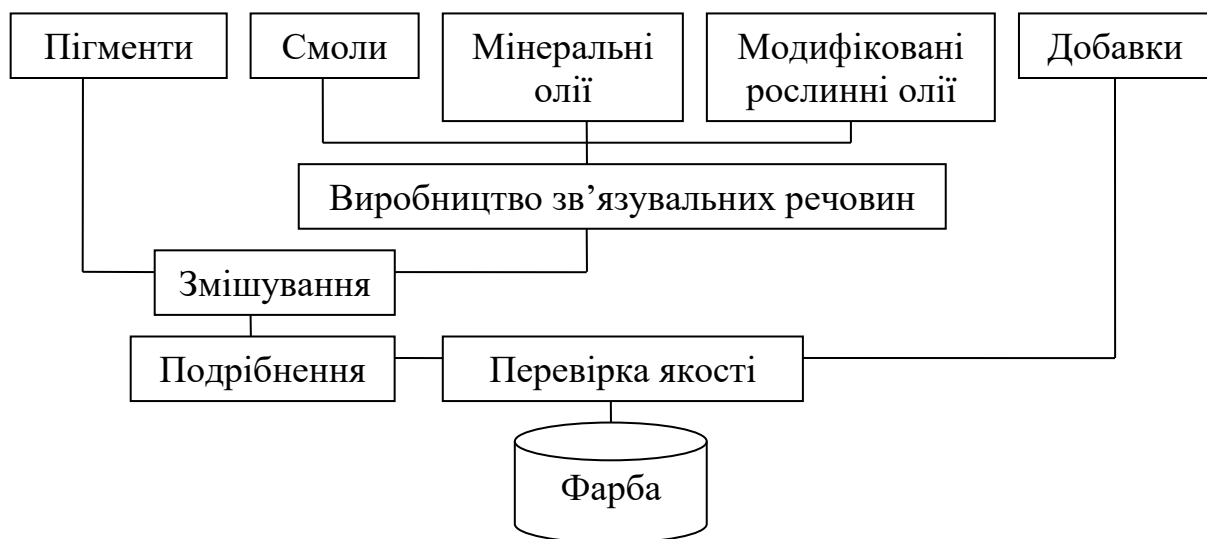 Пігменти
Смоли
Мінеральні
олії
Модифіковані
рослинні олії
Добавки
Виробництво зв’язувальних речовин
Змішування
Подрібнення
Перевірка якості
Фарба